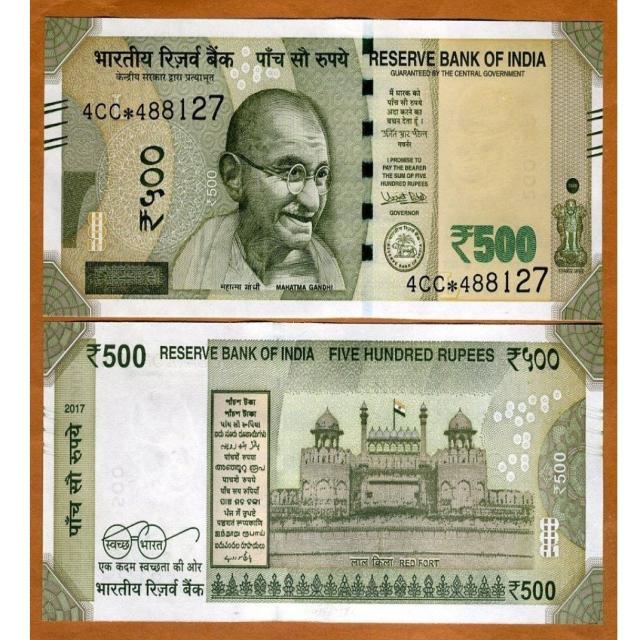 भारतीय रिज़र्व बैंक पाँच सौ रुपये RESERVE BANK OF INDIA
केन्द्रीय सरकार द्वारा प्रत्याभूत GUARANTEED BY THE CENTRAL GOVERNMENT
4CC*488127
मैं धारक को
पाँच सौ रुपये
अदा करने का
वचन देता हूँ।
गवर्नर
I PROMISE TO
PAY THE BEARER
THE SUM OF FIVE
HUNDRED RUPEES
GOVERNOR
₹५००
500
₹500
4CC*488127
महात्मा गांधी MAHATMA GANDHI
₹500 RESERVE BANK OF INDIA FIVE HUNDRED RUPEES ₹५००
2017
पाँच सौ रुपये
स्वच्छ भारत
एक कदम स्वच्छता की ओर
भारतीय रिज़र्व बैंक
₹500
लाल क़िला RED FORT
₹500